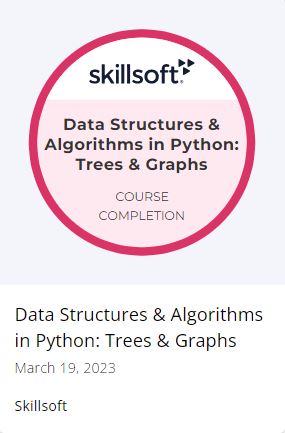 skillsoft
Data Structures &
Algorithms in Python:
Trees & Graphs
COURSE
COMPLETION
Data Structures & Algorithms
in Python: Trees & Graphs
March 19, 2023
Skillsoft